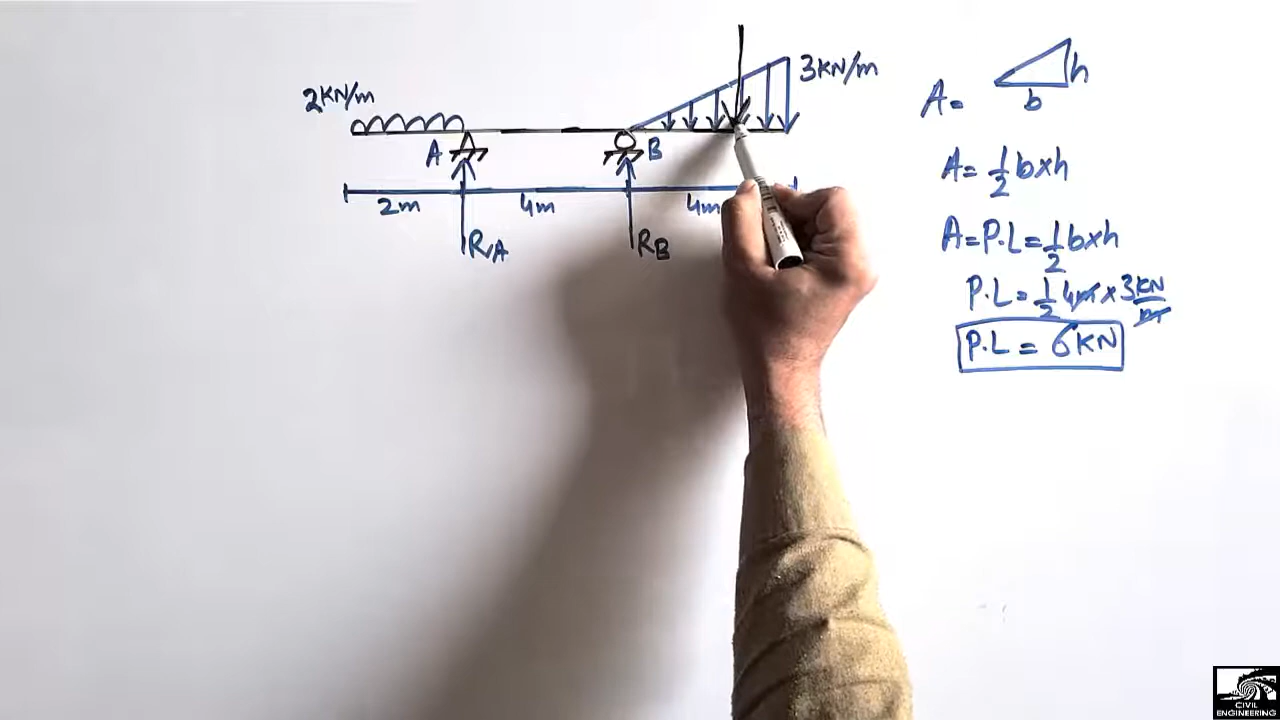 2KN/m
3KN/m
A
B
2m
4m
4m
RA
RB
A=
h
b
A= 1/2 b×h
A=P.L=1/2 b×h
P.L=1/2 4m×3KN/m
P.L = 6KN
CIVIL
ENGINEERING